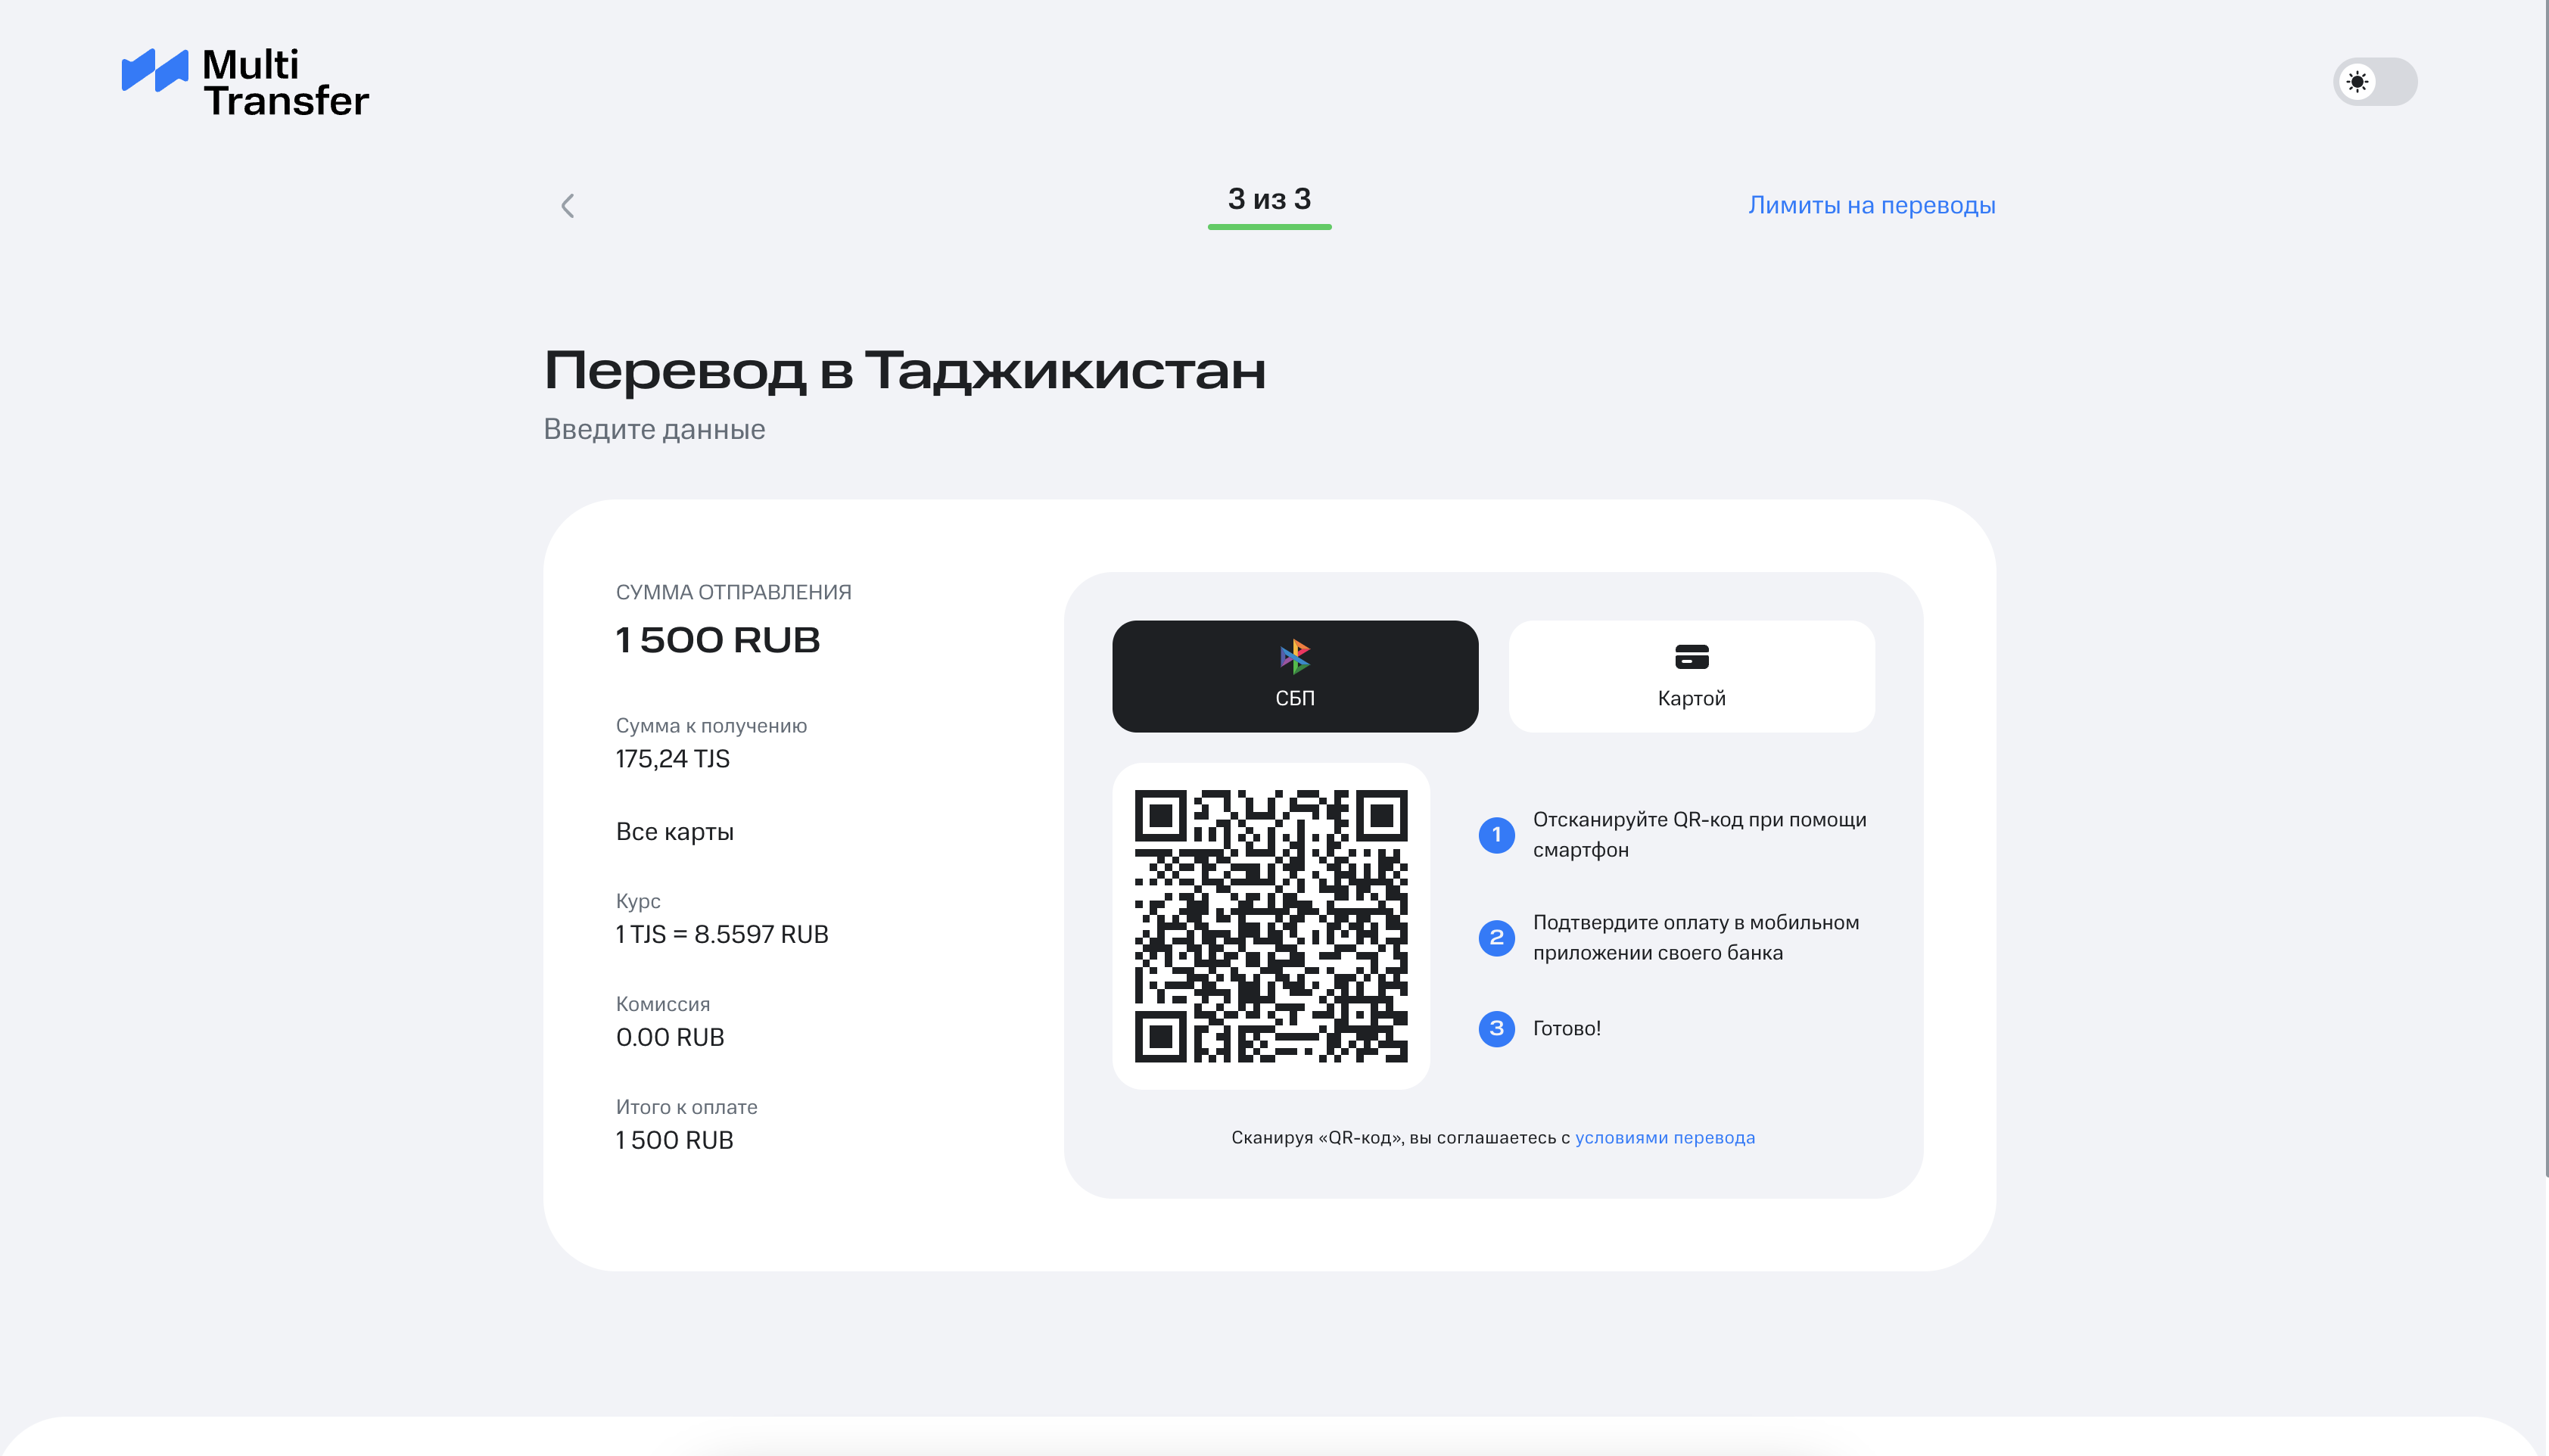 Multi
Transfer
3 из 3
Лимиты на переводы
Перевод в Таджикистан
Введите данные
СУММА ОТПРАВЛЕНИЯ
1 500 RUB
Сумма к получению
175,24 TJS
Все карты
Курс
1 TJS = 8.5597 RUB
Комиссия
0.00 RUB
Итого к оплате
1 500 RUB
СБП
Картой
1 Отсканируйте QR-код при помощи
смартфон
2 Подтвердите оплату в мобильном
приложении своего банка
3 Готово!
Сканируя «QR-код», вы соглашаетесь с условиями перевода